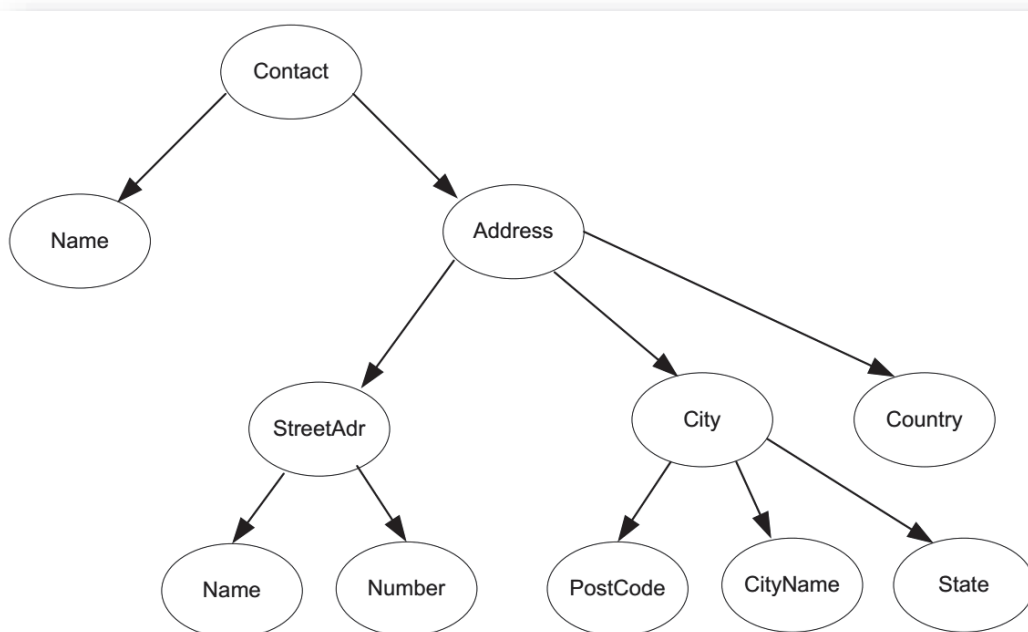 Contact
Name
Address
StreetAdr
City
Country
Name
Number
PostCode
CityName
State